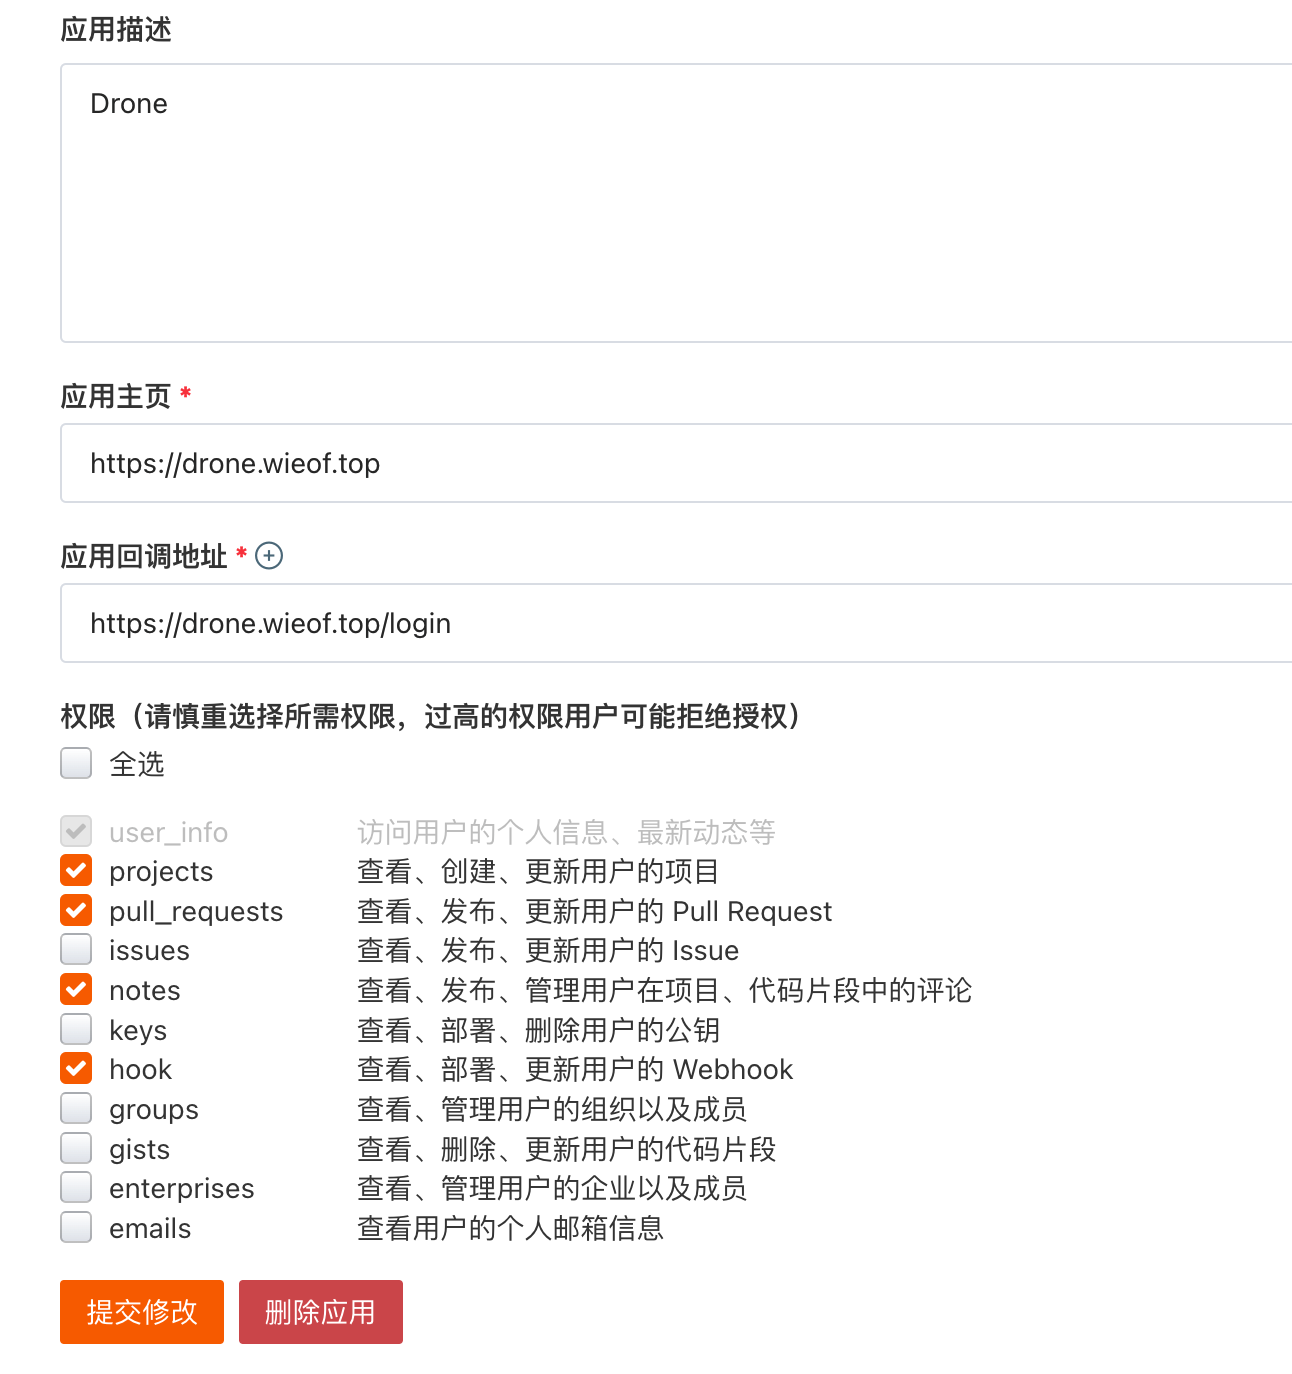 应用描述
Drone
应用主页 *
https://drone.wieof.top
应用回调地址 *
https://drone.wieof.top/login
权限（请慎重选择所需权限，过高的权限用户可能拒绝授权）
全选
user_info 访问用户的个人信息、最新动态等
projects 查看、创建、更新用户的项目
pull_requests 查看、发布、更新用户的 Pull Request
issues 查看、发布、更新用户的 Issue
notes 查看、发布、管理用户在项目、代码片段中的评论
keys 查看、部署、删除用户的公钥
hook 查看、部署、更新用户的 Webhook
groups 查看、管理用户的组织以及成员
gists 查看、删除、更新用户的代码片段
enterprises 查看、管理用户的企业以及成员
emails 查看用户的个人邮箱信息
提交修改 删除应用